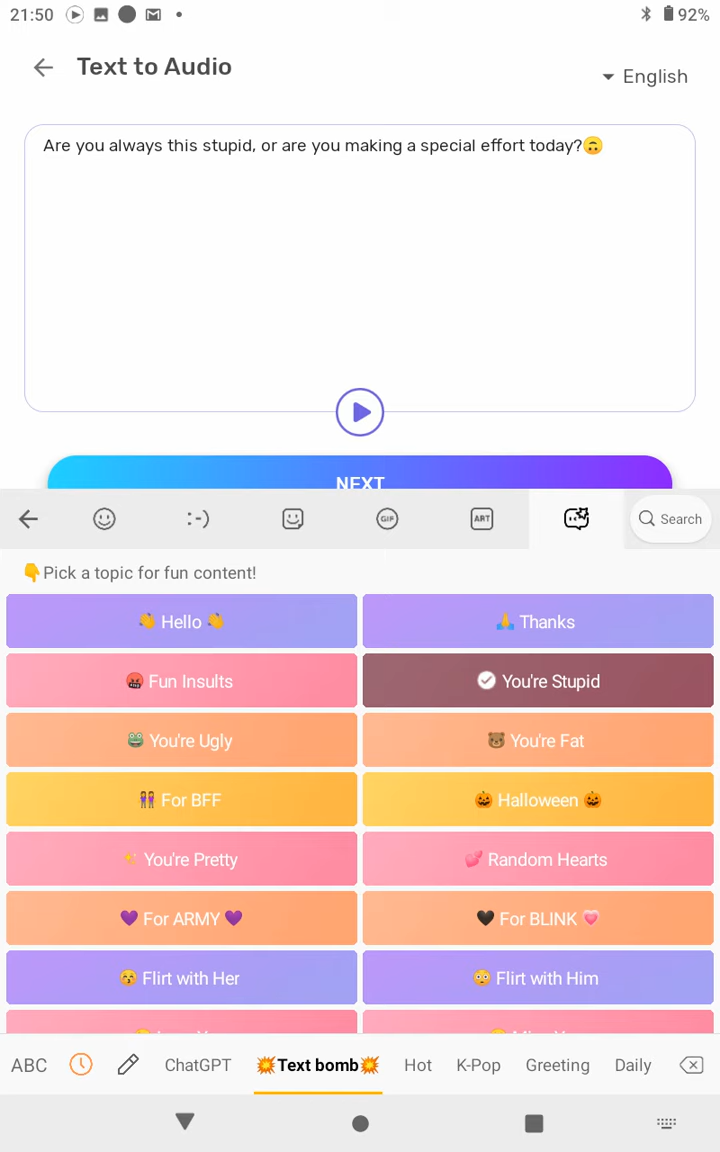 21:50
92%
Text to Audio
English
Are you always this stupid, or are you making a special effort today?🙃
NEXT
:-)
GIF
ART
Search
👇Pick a topic for fun content!
👋 Hello 👋
🙏 Thanks
🤬 Fun Insults
You're Stupid
🐸 You're Ugly
🐻 You're Fat
👭 For BFF
🎃 Halloween 🎃
✨ You're Pretty
💕 Random Hearts
💜 For ARMY 💜
🖤 For BLINK 💗
😚 Flirt with Her
😳 Flirt with Him
ABC
ChatGPT
💥Text bomb💥
Hot
K-Pop
Greeting
Daily